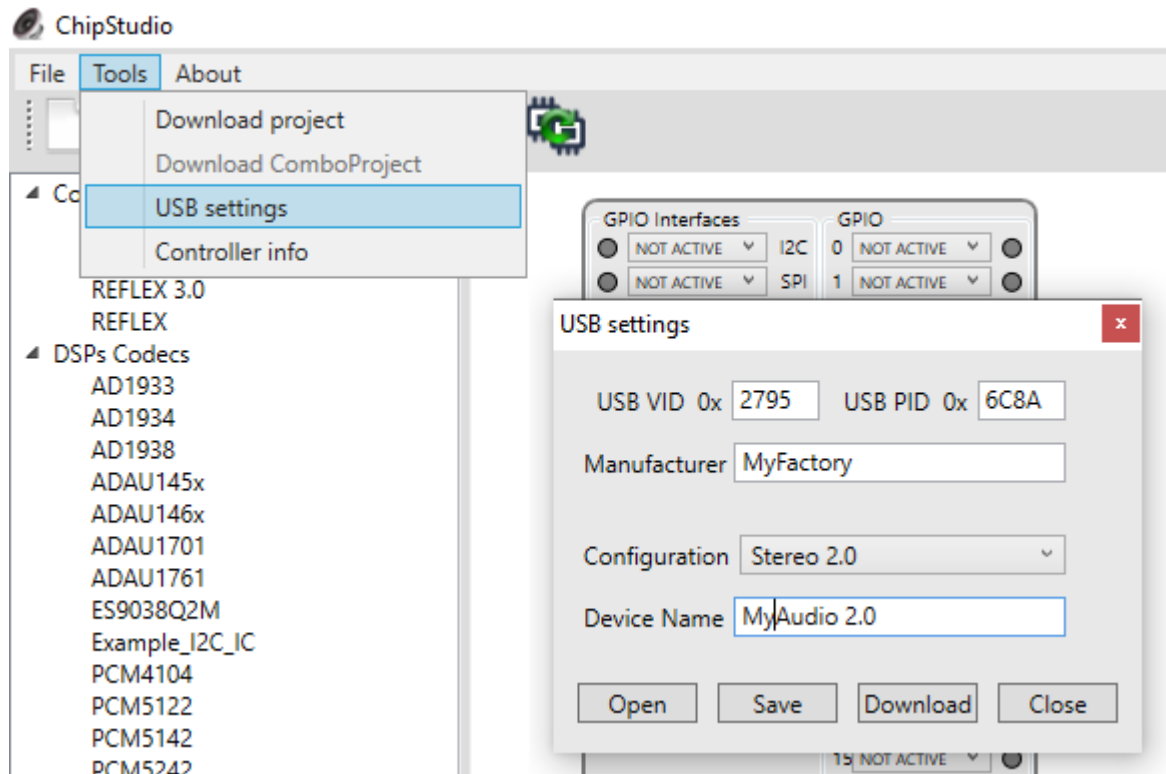 ChipStudio
File Tools About
Download project
Download ComboProject
USB settings
Controller info
REFLEX 3.0
REFLEX
DSPs Codecs
AD1933
AD1934
AD1938
ADAU145x
ADAU146x
ADAU1701
ADAU1761
ES9038Q2M
Example_I2C_IC
PCM4104
PCM5122
PCM5142
PCM5242
GPIO Interfaces GPIO
NOT ACTIVE I2C 0 NOT ACTIVE
NOT ACTIVE SPI 1 NOT ACTIVE
USB settings x
USB VID 0x 2795 USB PID 0x 6C8A
Manufacturer MyFactory
Configuration Stereo 2.0
Device Name MyAudio 2.0
Open Save Download Close
15 NOT ACTIVE